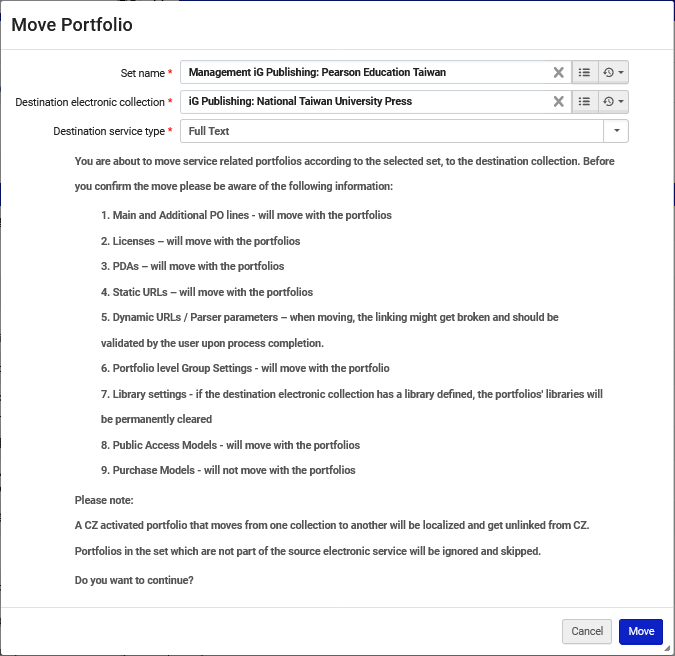 Move Portfolio
Set name * Management iG Publishing: Pearson Education Taiwan
Destination electronic collection * iG Publishing: National Taiwan University Press
Destination service type * Full Text
You are about to move service related portfolios according to the selected set, to the destination collection. Before
you confirm the move please be aware of the following information:
1. Main and Additional PO lines - will move with the portfolios
2. Licenses – will move with the portfolios
3. PDAs – will move with the portfolios
4. Static URLs – will move with the portfolios
5. Dynamic URLs / Parser parameters – when moving, the linking might get broken and should be
validated by the user upon process completion.
6. Portfolio level Group Settings - will move with the portfolio
7. Library settings - if the destination electronic collection has a library defined, the portfolios' libraries will
be permanently cleared
8. Public Access Models - will move with the portfolios
9. Purchase Models - will not move with the portfolios
Please note:
A CZ activated portfolio that moves from one collection to another will be localized and get unlinked from CZ.
Portfolios in the set which are not part of the source electronic service will be ignored and skipped.
Do you want to continue?
Cancel Move